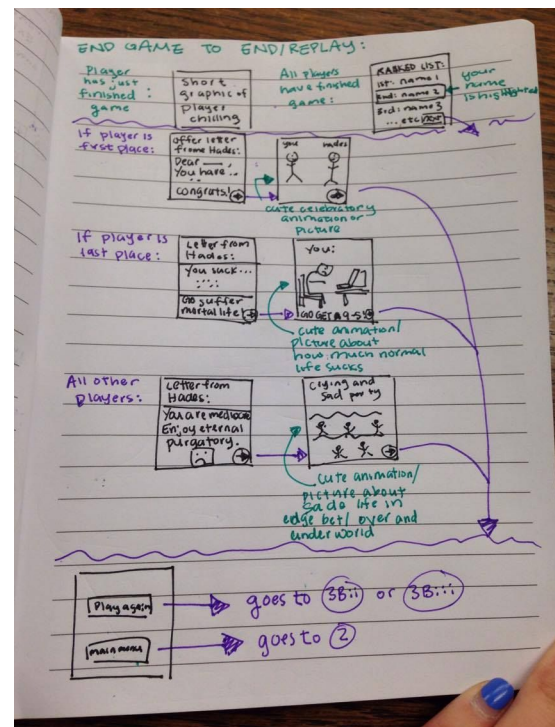 END GAME TO END/REPLAY:
Player
has just
finished :
game
Short
graphic of
player
chilling
All players
have finished
game:
RANKED LIST:
1st: name 1
2nd: name 2
3rd: name 3
... etc
your
name
is highlighted
If player is
first place:
Offer letter
frome Hades:
Dear
You have ..
congrats!
you hades
cute celebratory
animation or
picture
If player is
last place:
Letter from
Hades:
You suck...
Go suffer
mortal life!
You:
GO GET A 9-5
cute animation/
picture about
how much normal
life sucks
All other
players:
Letter from
Hades:
You are mediocre
Enjoy eternal
purgatory.
crying and
sad party
cute animation/
picture about
sad life in
edge bet/ over and
underworld
Play again
goes to 3Bii or 3Biii
main menu
goes to 2